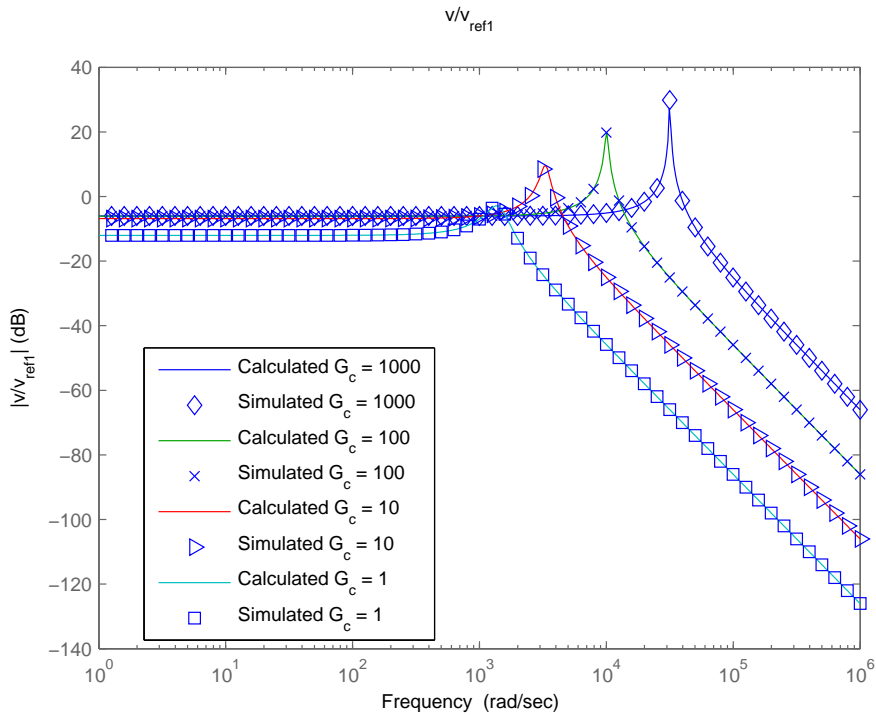 v/v_ref1
40
20
0
−20
−40
−60
−80
−100
−120
−140
|v/v_ref1| (dB)
Calculated G_c = 1000
Simulated G_c = 1000
Calculated G_c = 100
Simulated G_c = 100
Calculated G_c = 10
Simulated G_c = 10
Calculated G_c = 1
Simulated G_c = 1
10^0 10^1 10^2 10^3 10^4 10^5 10^6
Frequency (rad/sec)